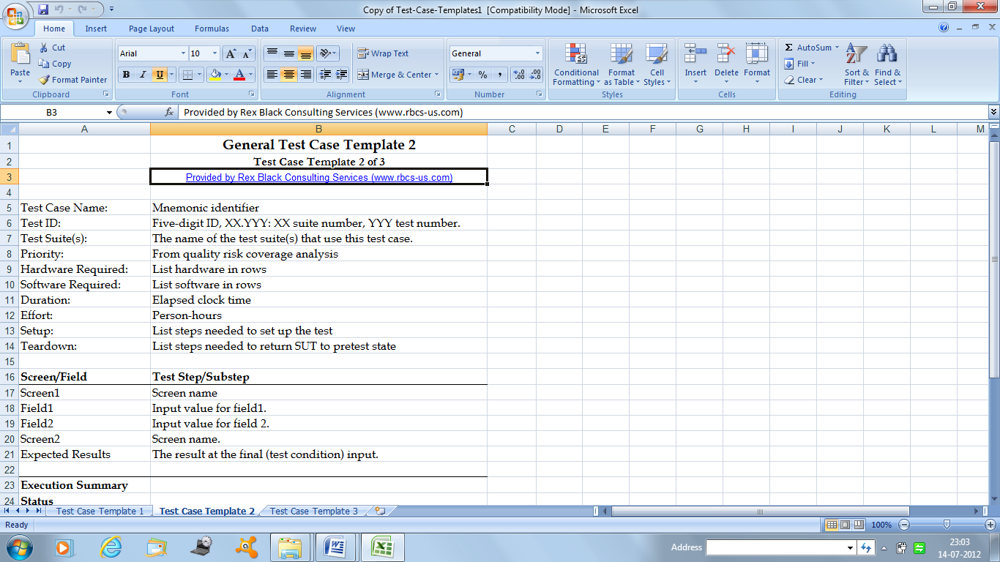 Copy of Test-Case-Templates1 [Compatibility Mode] - Microsoft Excel
Home Insert Page Layout Formulas Data Review View
Paste
Cut
Copy
Format Painter
Clipboard
Arial 10
B I U
Font
Wrap Text
Merge & Center
Alignment
General
% ,
Number
Conditional Formatting
Format as Table
Cell Styles
Styles
Insert Delete Format
Cells
Σ AutoSum
Fill
Clear
Sort & Filter
Find & Select
Editing
B3 fx Provided by Rex Black Consulting Services (www.rbcs-us.com)
A B C D E F G H I J K L M
1 General Test Case Template 2
2 Test Case Template 2 of 3
3 Provided by Rex Black Consulting Services (www.rbcs-us.com)
4
5 Test Case Name: Mnemonic identifier
6 Test ID: Five-digit ID, XX.YYY: XX suite number, YYY test number.
7 Test Suite(s): The name of the test suite(s) that use this test case.
8 Priority: From quality risk coverage analysis
9 Hardware Required: List hardware in rows
10 Software Required: List software in rows
11 Duration: Elapsed clock time
12 Effort: Person-hours
13 Setup: List steps needed to set up the test
14 Teardown: List steps needed to return SUT to pretest state
15
16 Screen/Field Test Step/Substep
17 Screen1 Screen name
18 Field1 Input value for field1.
19 Field2 Input value for field 2.
20 Screen2 Screen name.
21 Expected Results The result at the final (test condition) input.
22
23 Execution Summary
24 Status
Test Case Template 1 Test Case Template 2 Test Case Template 3
Ready 100%
Address 23:03
14-07-2012